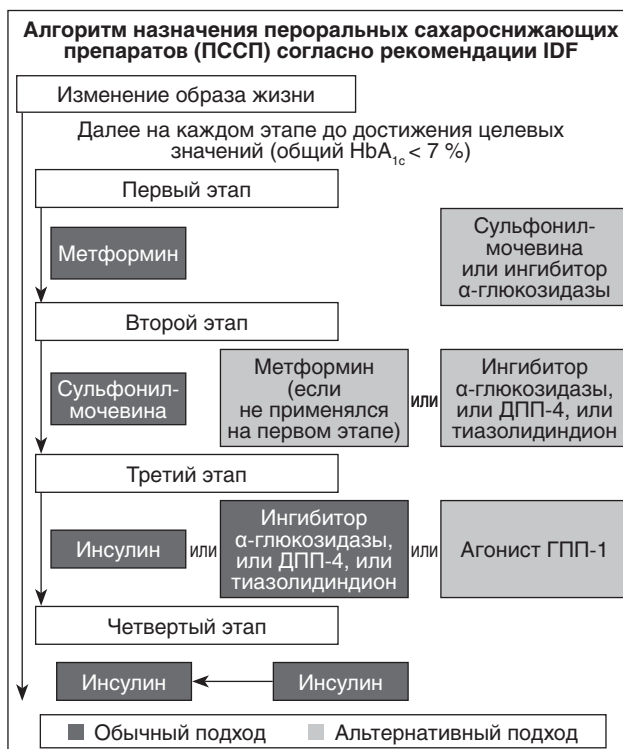 Алгоритм назначения пероральных сахароснижающих
препаратов (ПССП) согласно рекомендации IDF
Изменение образа жизни
Далее на каждом этапе до достижения целевых
значений (общий HbA1c < 7 %)
Первый этап
Метформин
Сульфонил-
мочевина
или ингибитор
α-глюкозидазы
Второй этап
Сульфонил-
мочевина
Метформин
(если
не применялся
на первом этапе)
или
Ингибитор
α-глюкозидазы,
или ДПП-4, или
тиазолидиндион
Третий этап
Инсулин
или
Ингибитор
α-глюкозидазы,
или ДПП-4, или
тиазолидиндион
или
Агонист ГПП-1
Четвертый этап
Инсулин
Инсулин
Обычный подход
Альтернативный подход